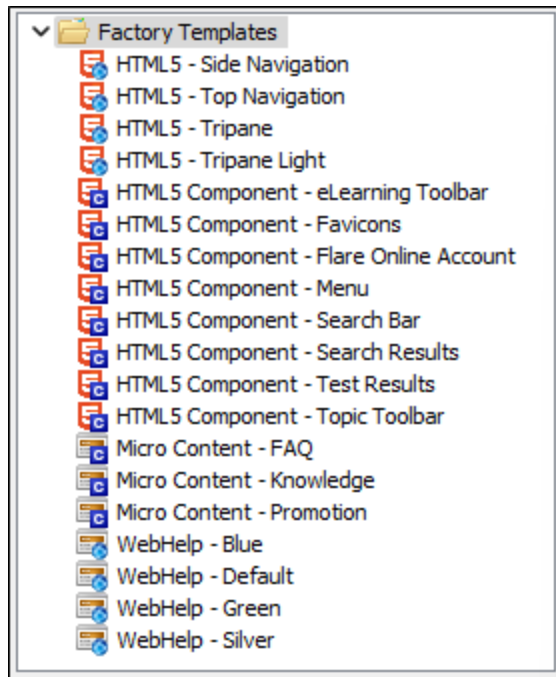 Factory Templates
HTML5 - Side Navigation
HTML5 - Top Navigation
HTML5 - Tripane
HTML5 - Tripane Light
HTML5 Component - eLearning Toolbar
HTML5 Component - Favicons
HTML5 Component - Flare Online Account
HTML5 Component - Menu
HTML5 Component - Search Bar
HTML5 Component - Search Results
HTML5 Component - Test Results
HTML5 Component - Topic Toolbar
Micro Content - FAQ
Micro Content - Knowledge
Micro Content - Promotion
WebHelp - Blue
WebHelp - Default
WebHelp - Green
WebHelp - Silver